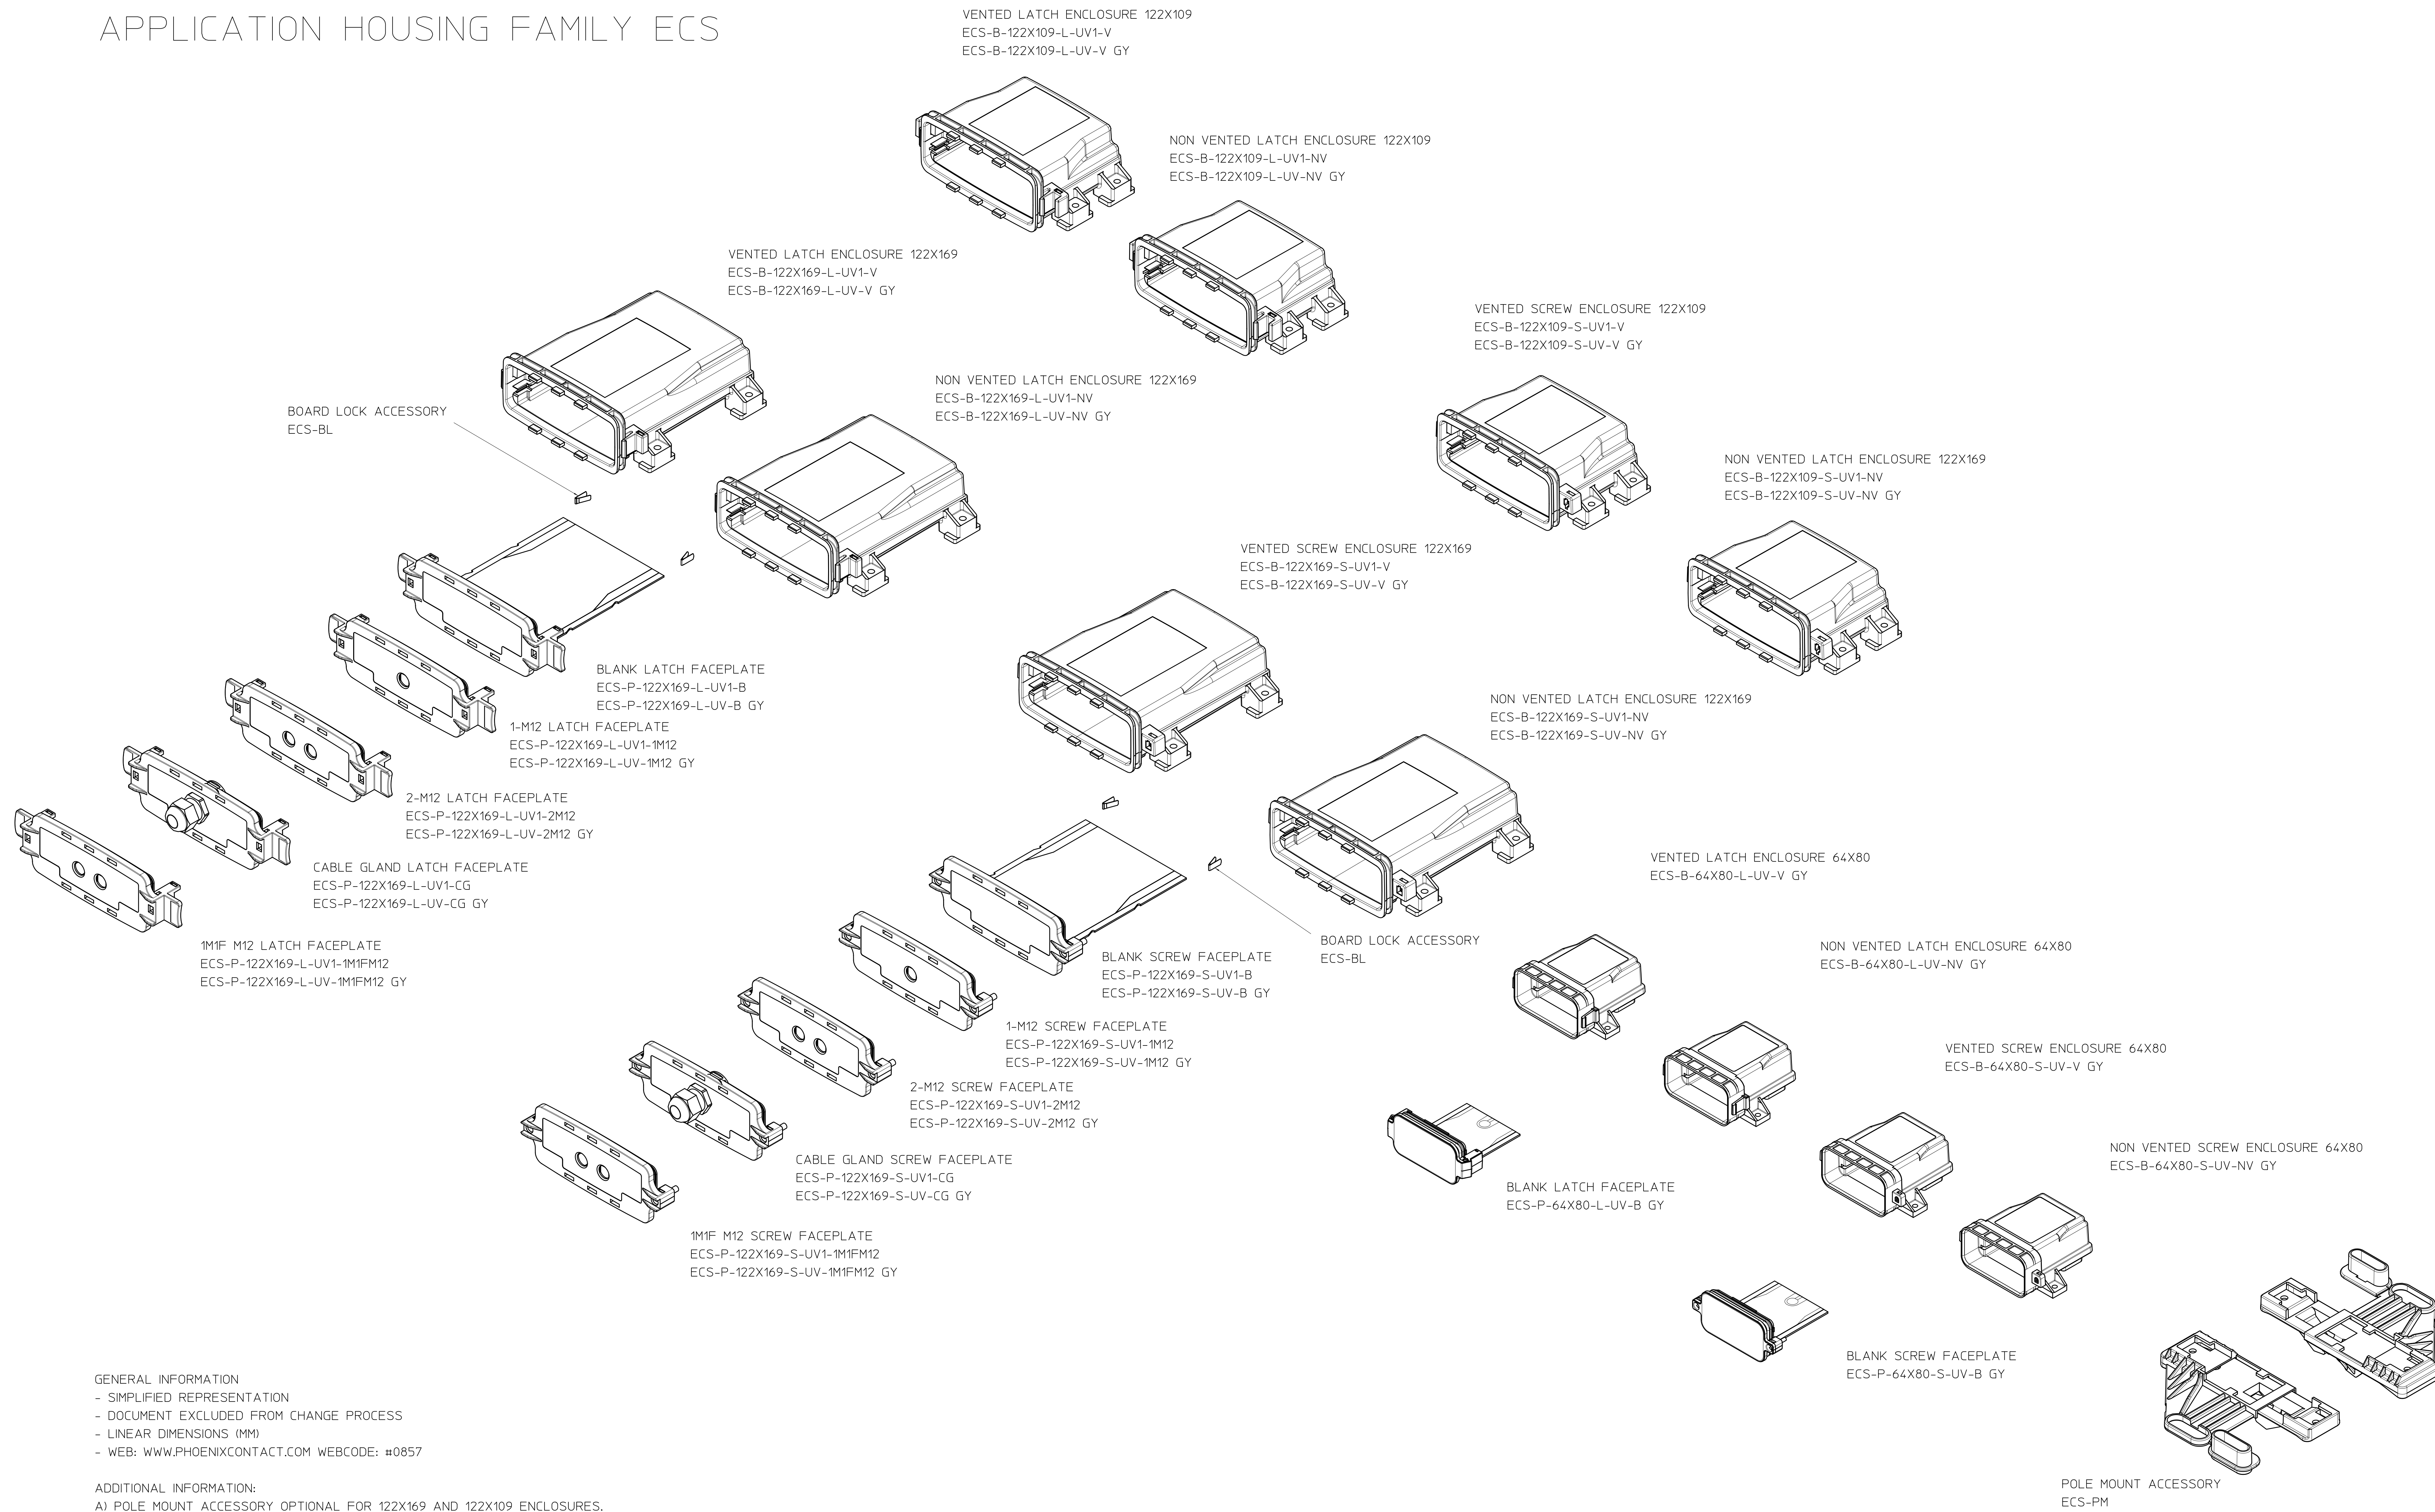 APPLICATION HOUSING FAMILY ECS
VENTED LATCH ENCLOSURE 122X109
ECS-B-122X109-L-UV1-V
ECS-B-122X109-L-UV-V GY
NON VENTED LATCH ENCLOSURE 122X109
ECS-B-122X109-L-UV1-NV
ECS-B-122X109-L-UV-NV GY
VENTED LATCH ENCLOSURE 122X169
ECS-B-122X169-L-UV1-V
ECS-B-122X169-L-UV-V GY
VENTED SCREW ENCLOSURE 122X109
ECS-B-122X109-S-UV1-V
ECS-B-122X109-S-UV-V GY
NON VENTED LATCH ENCLOSURE 122X169
ECS-B-122X169-L-UV1-NV
ECS-B-122X169-L-UV-NV GY
BOARD LOCK ACCESSORY
ECS-BL
NON VENTED LATCH ENCLOSURE 122X169
ECS-B-122X109-S-UV1-NV
ECS-B-122X109-S-UV-NV GY
VENTED SCREW ENCLOSURE 122X169
ECS-B-122X169-S-UV1-V
ECS-B-122X169-S-UV-V GY
BLANK LATCH FACEPLATE
ECS-P-122X169-L-UV1-B
ECS-P-122X169-L-UV-B GY
NON VENTED LATCH ENCLOSURE 122X169
ECS-B-122X169-S-UV1-NV
ECS-B-122X169-S-UV-NV GY
1-M12 LATCH FACEPLATE
ECS-P-122X169-L-UV1-1M12
ECS-P-122X169-L-UV-1M12 GY
2-M12 LATCH FACEPLATE
ECS-P-122X169-L-UV1-2M12
ECS-P-122X169-L-UV-2M12 GY
CABLE GLAND LATCH FACEPLATE
ECS-P-122X169-L-UV1-CG
ECS-P-122X169-L-UV-CG GY
VENTED LATCH ENCLOSURE 64X80
ECS-B-64X80-L-UV-V GY
1M1F M12 LATCH FACEPLATE
ECS-P-122X169-L-UV1-1M1FM12
ECS-P-122X169-L-UV-1M1FM12 GY
BOARD LOCK ACCESSORY
ECS-BL
NON VENTED LATCH ENCLOSURE 64X80
ECS-B-64X80-L-UV-NV GY
BLANK SCREW FACEPLATE
ECS-P-122X169-S-UV1-B
ECS-P-122X169-S-UV-B GY
1-M12 SCREW FACEPLATE
ECS-P-122X169-S-UV1-1M12
ECS-P-122X169-S-UV-1M12 GY
VENTED SCREW ENCLOSURE 64X80
ECS-B-64X80-S-UV-V GY
2-M12 SCREW FACEPLATE
ECS-P-122X169-S-UV1-2M12
ECS-P-122X169-S-UV-2M12 GY
NON VENTED SCREW ENCLOSURE 64X80
ECS-B-64X80-S-UV-NV GY
CABLE GLAND SCREW FACEPLATE
ECS-P-122X169-S-UV1-CG
ECS-P-122X169-S-UV-CG GY
BLANK LATCH FACEPLATE
ECS-P-64X80-L-UV-B GY
1M1F M12 SCREW FACEPLATE
ECS-P-122X169-S-UV1-1M1FM12
ECS-P-122X169-S-UV-1M1FM12 GY
BLANK SCREW FACEPLATE
ECS-P-64X80-S-UV-B GY
GENERAL INFORMATION
- SIMPLIFIED REPRESENTATION
- DOCUMENT EXCLUDED FROM CHANGE PROCESS
- LINEAR DIMENSIONS (MM)
- WEB: WWW.PHOENIXCONTACT.COM WEBCODE: #0857
POLE MOUNT ACCESSORY
ECS-PM
ADDITIONAL INFORMATION:
A) POLE MOUNT ACCESSORY OPTIONAL FOR 122X169 AND 122X109 ENCLOSURES.